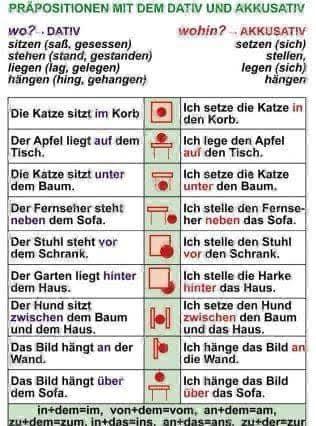 PRÄPOSITIONEN MIT DEM DATIV UND AKKUSATIV
wo?→DATIV
sitzen (saß, gesessen)
stehen (stand, gestanden)
liegen (lag, gelegen)
hängen (hing, gehangen)
wohin?→AKKUSATIV
setzen (sich)
stellen,
legen (sich)
hängen
Die Katze sitzt im Korb
Ich setze die Katze in
den Korb.
Der Apfel liegt auf dem
Tisch.
Ich lege den Apfel
auf den Tisch.
Die Katze sitzt unter
dem Baum.
Ich setze die Katze
unter den Baum.
Der Fernseher steht
neben dem Sofa.
Ich stelle den Fernse-
her neben das Sofa.
Der Stuhl steht vor
dem Schrank.
Ich stelle den Stuhl
vor den Schrank.
Der Garten liegt hinter
dem Haus.
Ich stelle die Harke
hinter das Haus.
Der Hund sitzt
zwischen dem Baum
und dem Haus.
Ich setze den Hund
zwischen den Baum
und das Haus.
Das Bild hängt an der
Wand.
Ich hänge das Bild an
die Wand.
Das Bild hängt über
dem Sofa.
Ich hänge das Bild
über das Sofa.
in+dem=im, von+dem=vom, an+dem=am,
zu+dem=zum, in+das=ins, an+das=ans, zu+der=zur